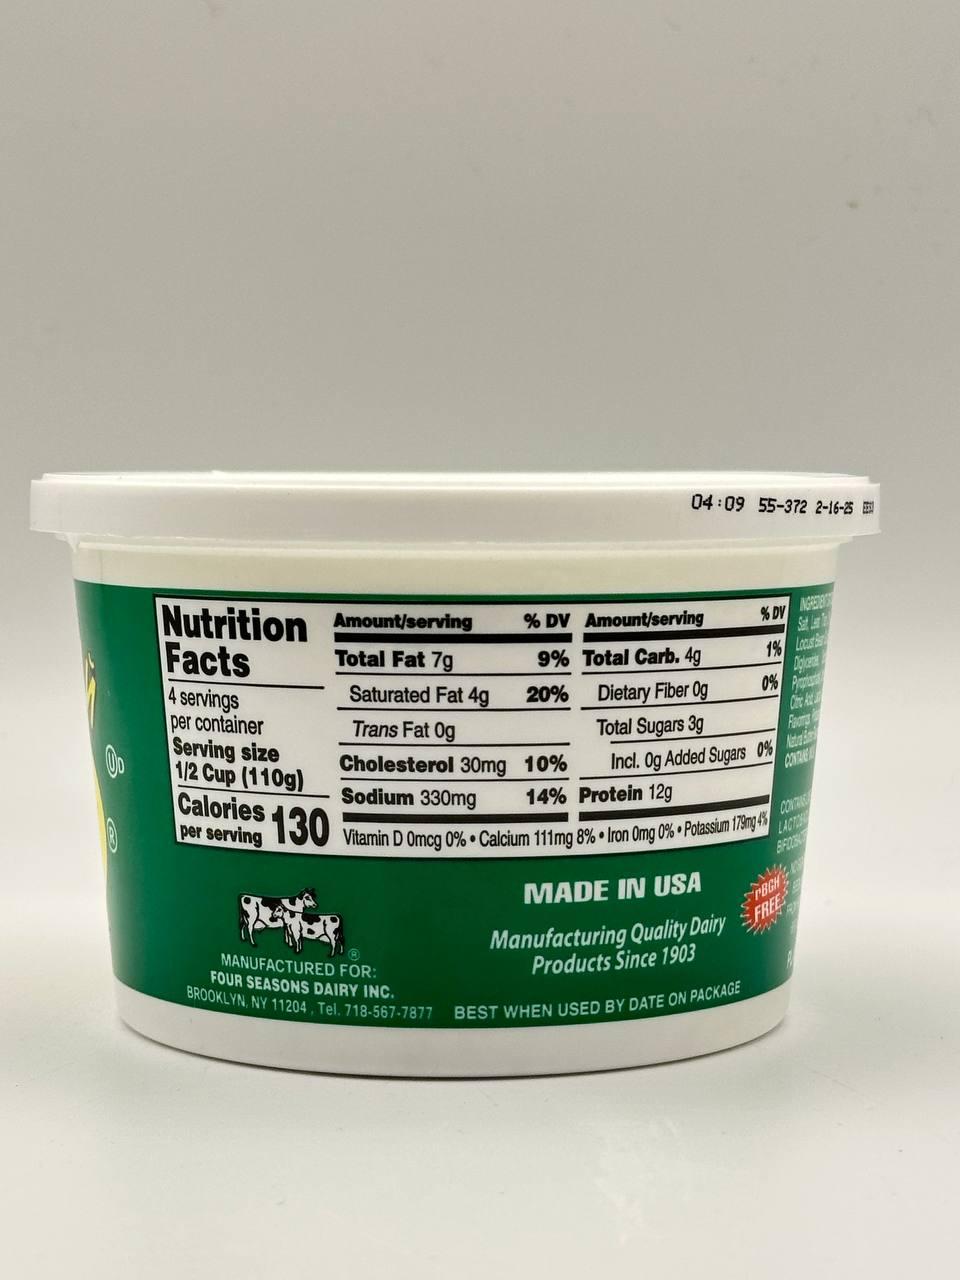 04:09 55-372 2-16-25
Nutrition
Facts
4 servings
per container
Serving size
1/2 Cup (110g)
Calories 130
per serving
Amount/serving % DV
Total Fat 7g 9%
Saturated Fat 4g 20%
Trans Fat 0g
Cholesterol 30mg 10%
Sodium 330mg 14%
Amount/serving % DV
Total Carb. 4g 1%
Dietary Fiber 0g 0%
Total Sugars 3g
Incl. 0g Added Sugars 0%
Protein 12g
Vitamin D 0mcg 0% • Calcium 111mg 8% • Iron 0mg 0% • Potassium 179mg 4%
U D
®
®
MANUFACTURED FOR:
FOUR SEASONS DAIRY INC.
BROOKLYN, NY 11204 , Tel. 718-567-7877
MADE IN USA
Manufacturing Quality Dairy
Products Since 1903
BEST WHEN USED BY DATE ON PACKAGE
rBGH
FREE
Salt,
Locust